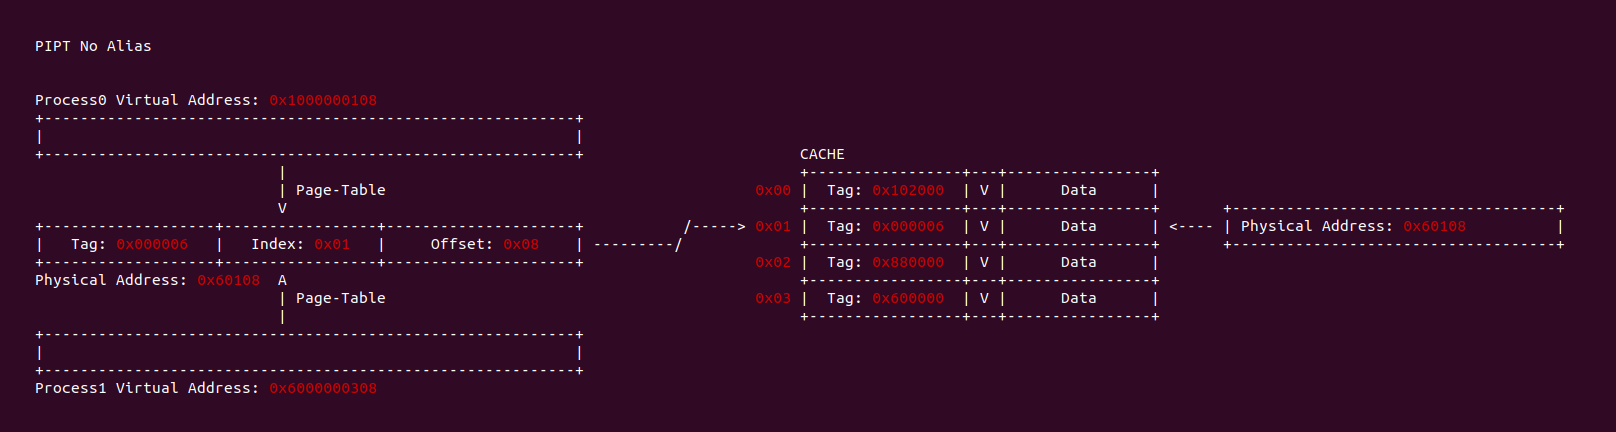 PIPT No Alias
Process0 Virtual Address: 0x1000000108
CACHE
| Page-Table 0x00 | Tag: 0x102000 | V | Data |
V
/-----> 0x01 | Tag: 0x000006 | V | Data | <---- | Physical Address: 0x60108 |
| Tag: 0x000006 | Index: 0x01 | Offset: 0x08 | ---------/
0x02 | Tag: 0x880000 | V | Data |
Physical Address: 0x60108 A
| Page-Table 0x03 | Tag: 0x600000 | V | Data |
Process1 Virtual Address: 0x6000000308